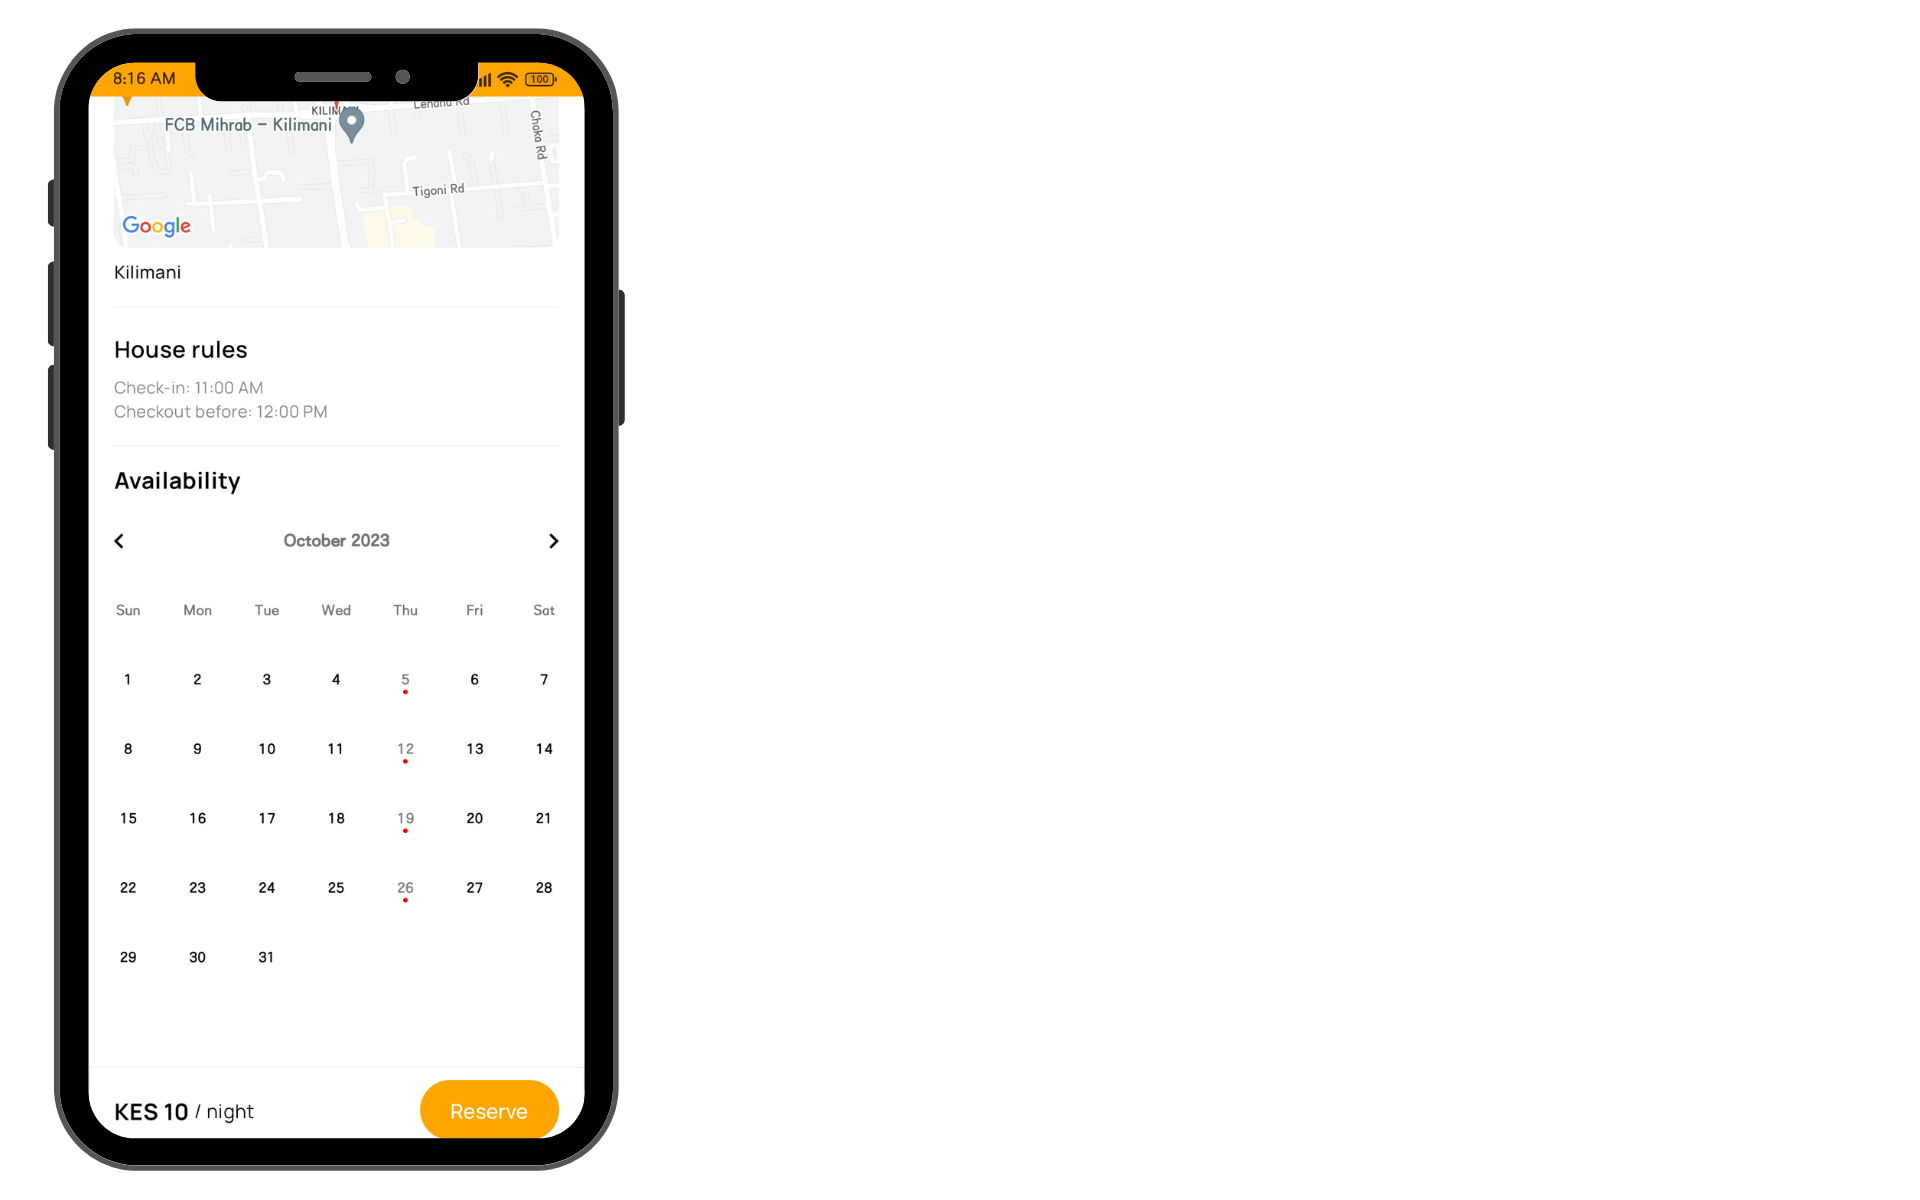 8:16 AM
100
KILIMANI
Lenana Rd
FCB Mihrab – Kilimani
Chaka Rd
Tigoni Rd
Google
Kilimani
House rules
Check-in: 11:00 AM
Checkout before: 12:00 PM
Availability
October 2023
Sun Mon Tue Wed Thu Fri Sat
1 2 3 4 5 6 7
8 9 10 11 12 13 14
15 16 17 18 19 20 21
22 23 24 25 26 27 28
29 30 31
KES 10 / night
Reserve